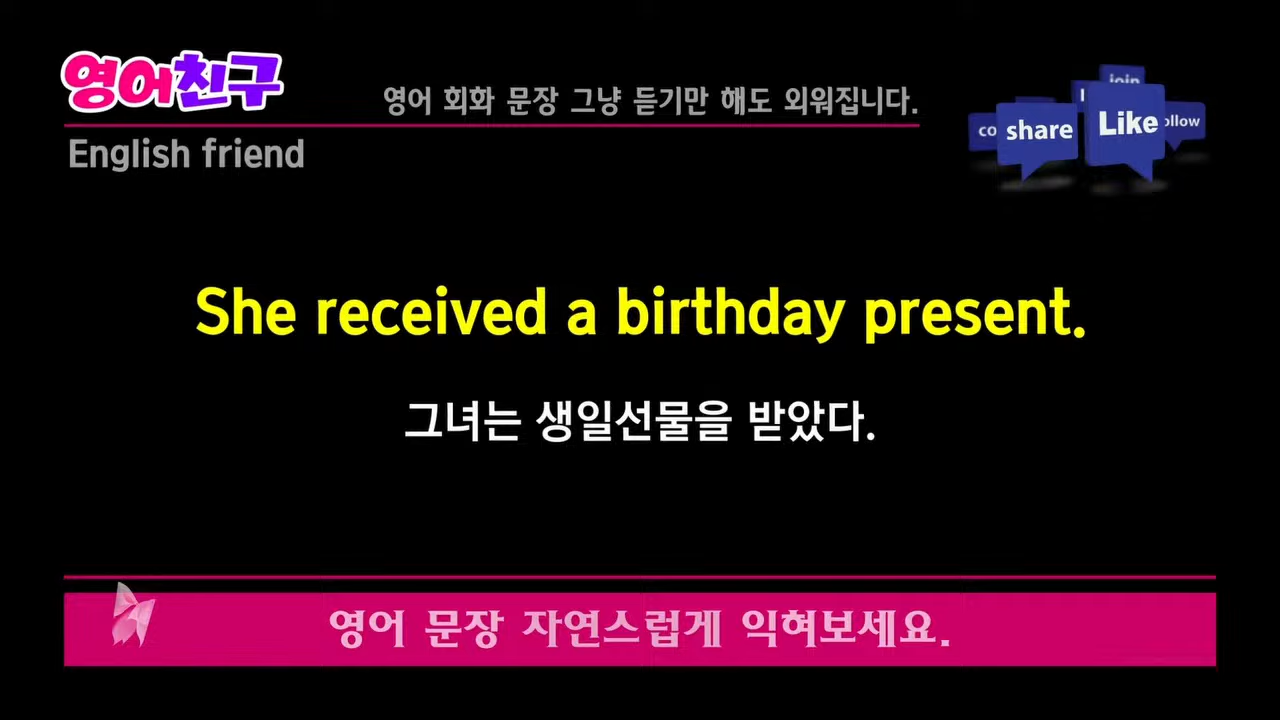 영어친구
영어 회화 문장 그냥 듣기만 해도 외워집니다.
English friend
join
share
Like
She received a birthday present.
그녀는 생일선물을 받았다.
영어 문장 자연스럽게 익혀보세요.